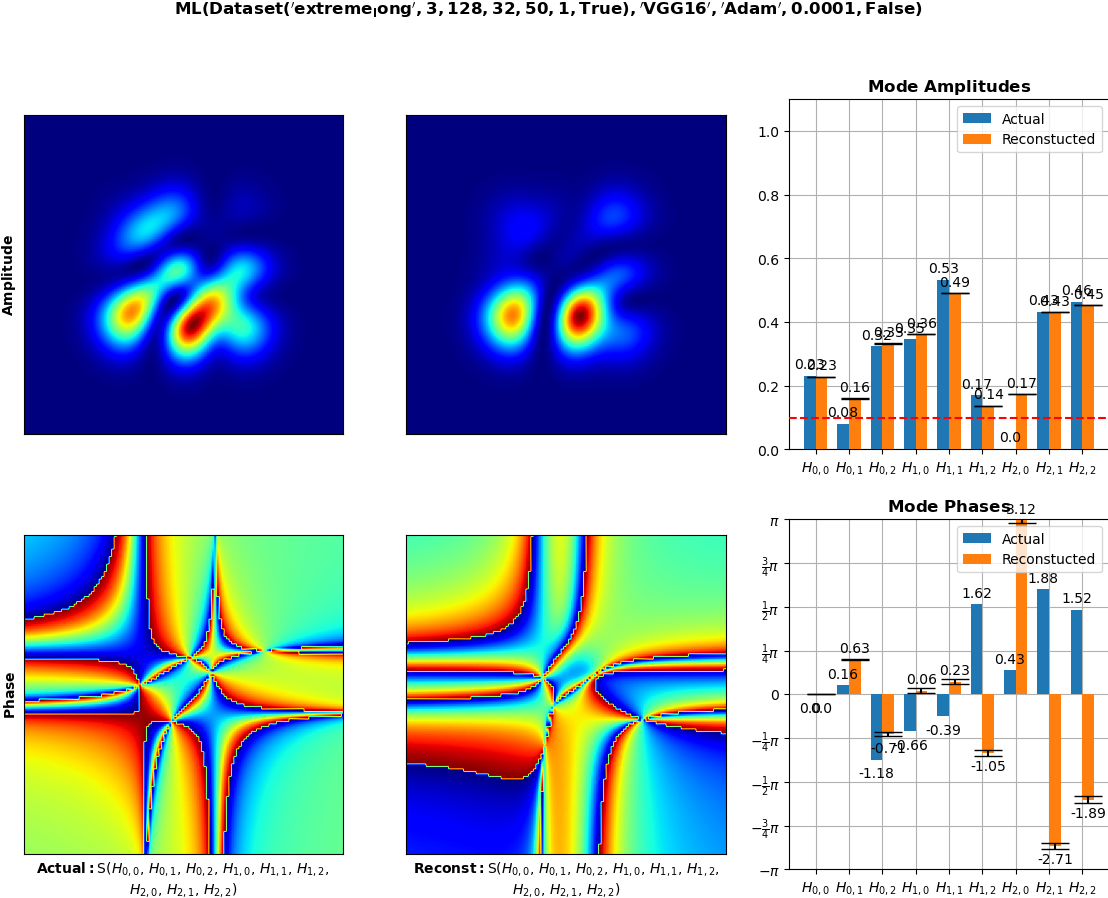 ML(Dataset('extreme_long', 3, 128, 32, 50, 1, True), 'VGG16', 'Adam', 0.0001, False)
Amplitude
Mode Amplitudes
Actual
Reconstucted
1.0
0.8
0.6
0.4
0.2
0.0
0.23
0.23
0.08
0.16
0.32
0.33
0.35
0.36
0.53
0.49
0.17
0.14
0.0
0.17
0.43
0.43
0.46
0.45
H0,0 H0,1 H0,2 H1,0 H1,1 H1,2 H2,0 H2,1 H2,2
Phase
Mode Phases
Actual
Reconstucted
π
3/4π
1/2π
1/4π
0
−1/4π
−1/2π
−3/4π
−π
0.0
0.0
0.16
0.63
-1.18
-0.71
-0.66
0.06
-0.39
0.23
1.62
-1.05
0.43
3.12
1.88
-2.71
1.52
-1.89
H0,0 H0,1 H0,2 H1,0 H1,1 H1,2 H2,0 H2,1 H2,2
Actual: S(H0,0, H0,1, H0,2, H1,0, H1,1, H1,2,
H2,0, H2,1, H2,2)
Reconst: S(H0,0, H0,1, H0,2, H1,0, H1,1, H1,2,
H2,0, H2,1, H2,2)